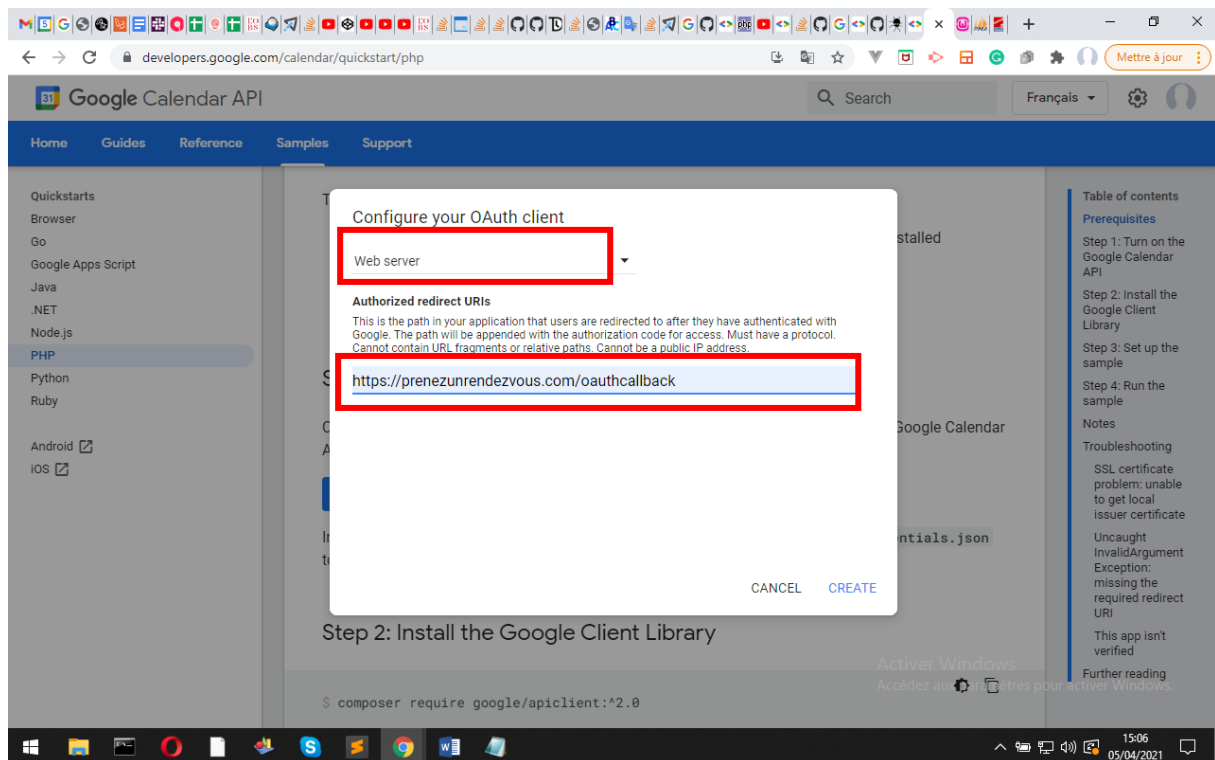 developers.google.com/calendar/quickstart/php
Mettre à jour
Google Calendar API
Search
Français
Home Guides Reference Samples Support
Quickstarts
Browser
Go
Google Apps Script
Java
.NET
Node.js
PHP
Python
Ruby
Android
iOS
Configure your OAuth client
Web server
Authorized redirect URIs
This is the path in your application that users are redirected to after they have authenticated with
Google. The path will be appended with the authorization code for access. Must have a protocol.
Cannot contain URL fragments or relative paths. Cannot be a public IP address.
https://prenezunrendezvous.com/oauthcallback
CANCEL CREATE
stalled
Google Calendar
entials.json
Step 2: Install the Google Client Library
$ composer require google/apiclient:^2.0
Table of contents
Prerequisites
Step 1: Turn on the
Google Calendar
API
Step 2: Install the
Google Client
Library
Step 3: Set up the
sample
Step 4: Run the
sample
Notes
Troubleshooting
SSL certificate
problem: unable
to get local
issuer certificate
Uncaught
InvalidArgument
Exception:
missing the
required redirect
URI
This app isn't
verified
Further reading
Activer Windows
Accédez aux paramètres pour activer Windows.
15:06
05/04/2021